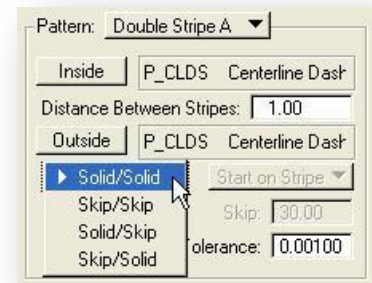 Pattern: Double Stripe A
Inside P_CLDS Centerline Dash
Distance Between Stripes: 1.00
Outside P_CLDS Centerline Dash
Solid/Solid Start on Stripe
Skip/Skip Skip: 30.00
Solid/Skip olerance: 0.00100
Skip/Solid